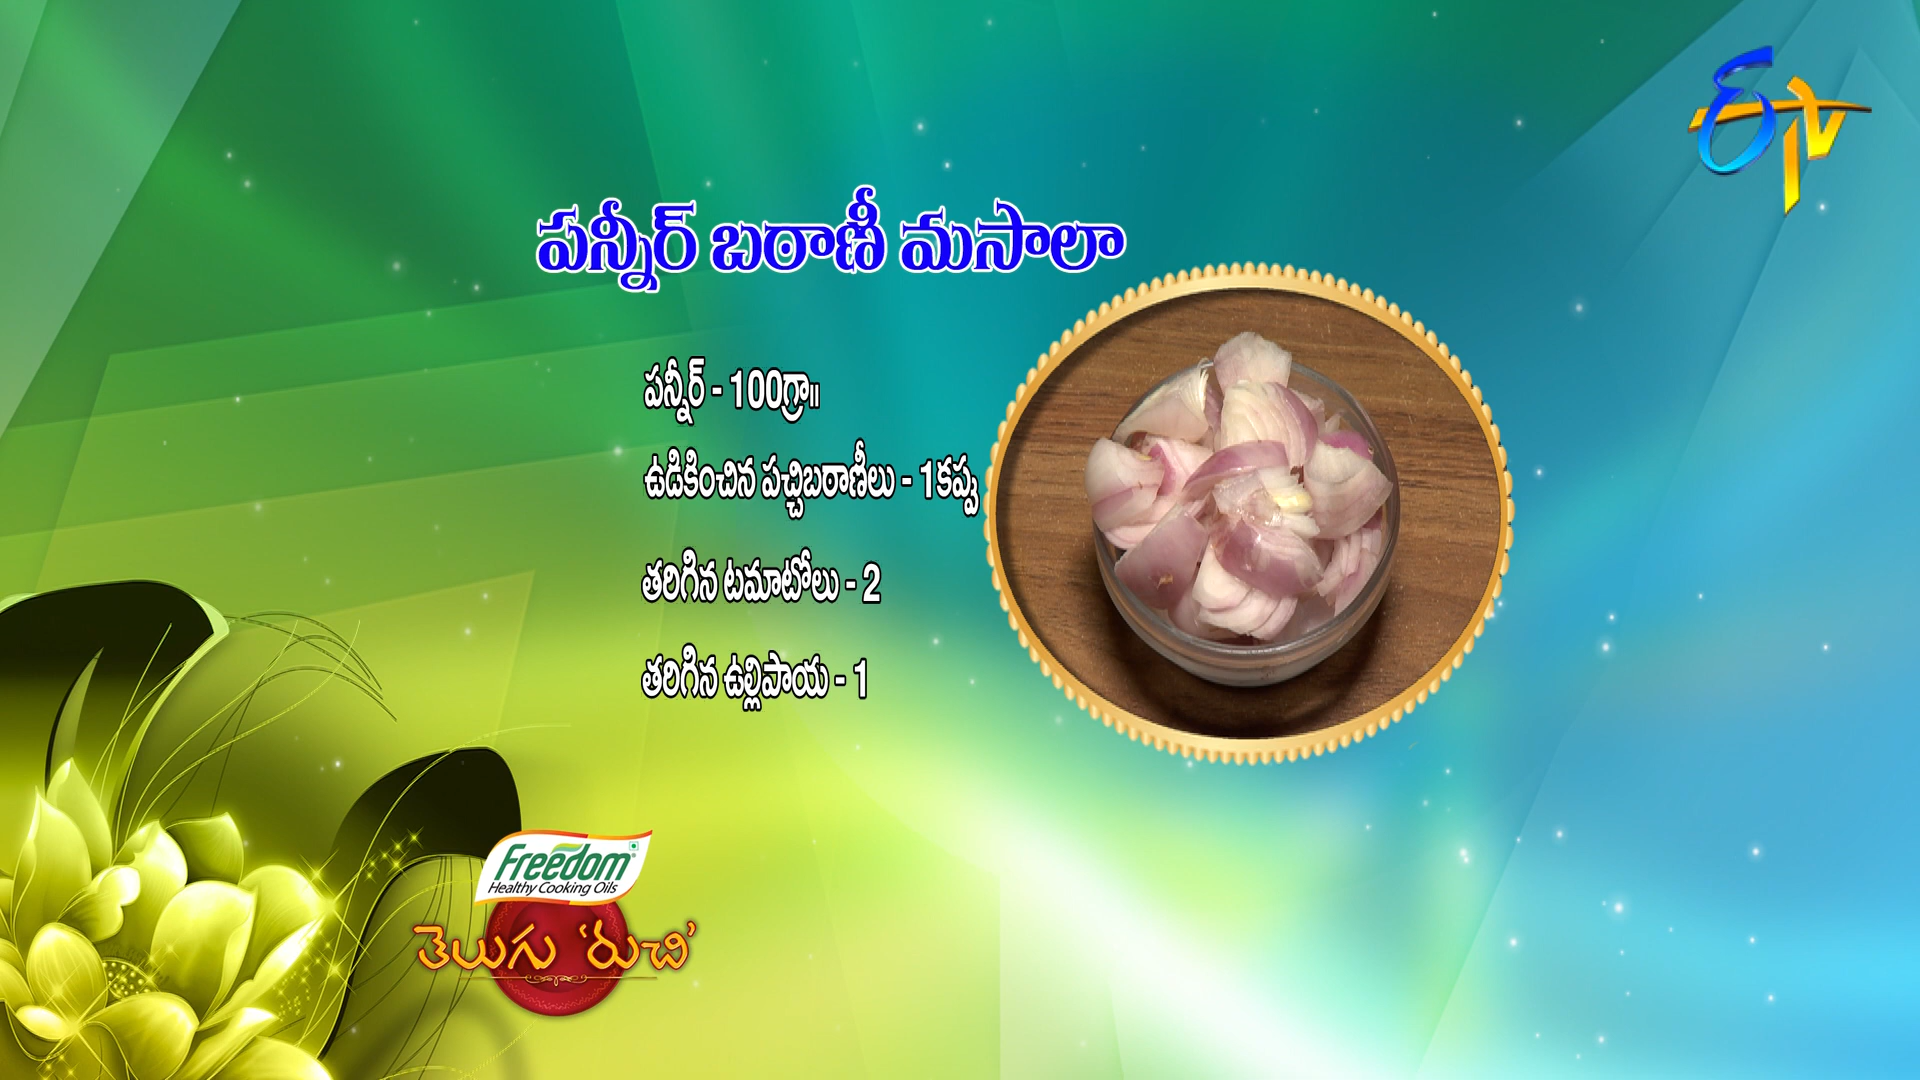 ETV
పన్నీర్ బఠాణీ మసాలా
పన్నీర్ - 100గ్రా॥
ఉడికించిన పచ్చిబఠాణీలు - 1కప్పు
తరిగిన టమాటోలు - 2
తరిగిన ఉల్లిపాయ - 1
Freedom
Healthy Cooking Oils
తెలుగు 'రుచి'